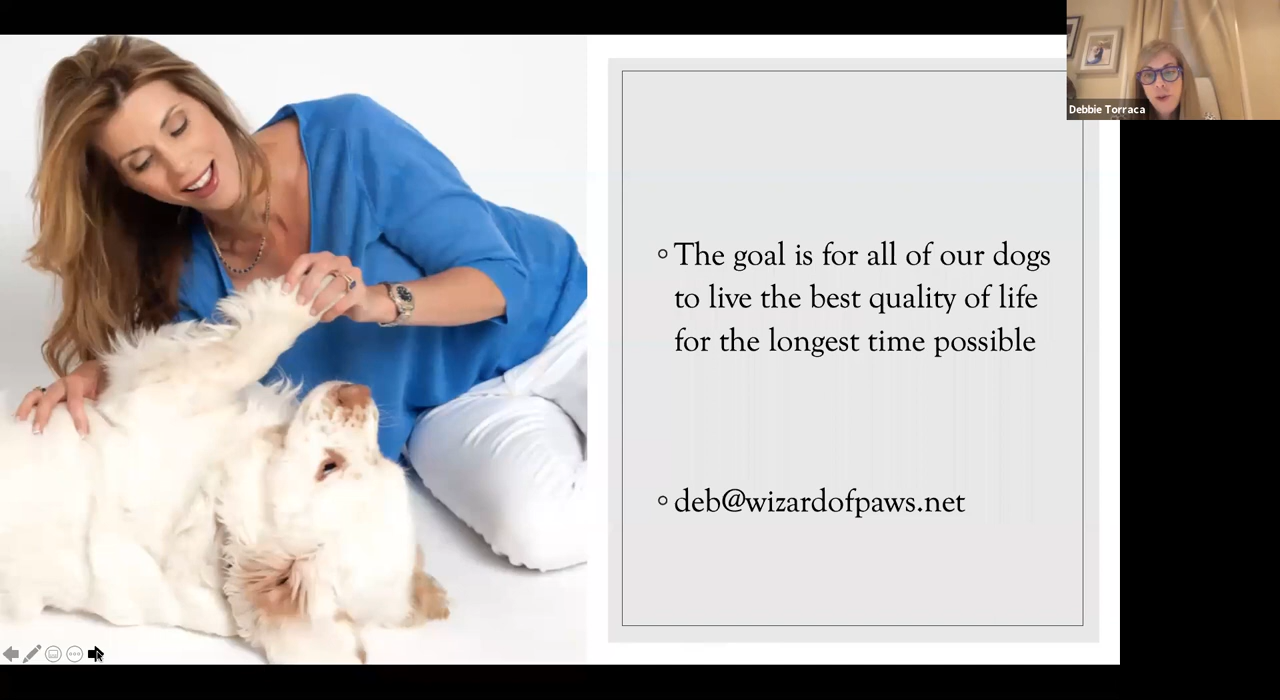 Debbie Torraca
The goal is for all of our dogs
to live the best quality of life
for the longest time possible
deb@wizardofpaws.net